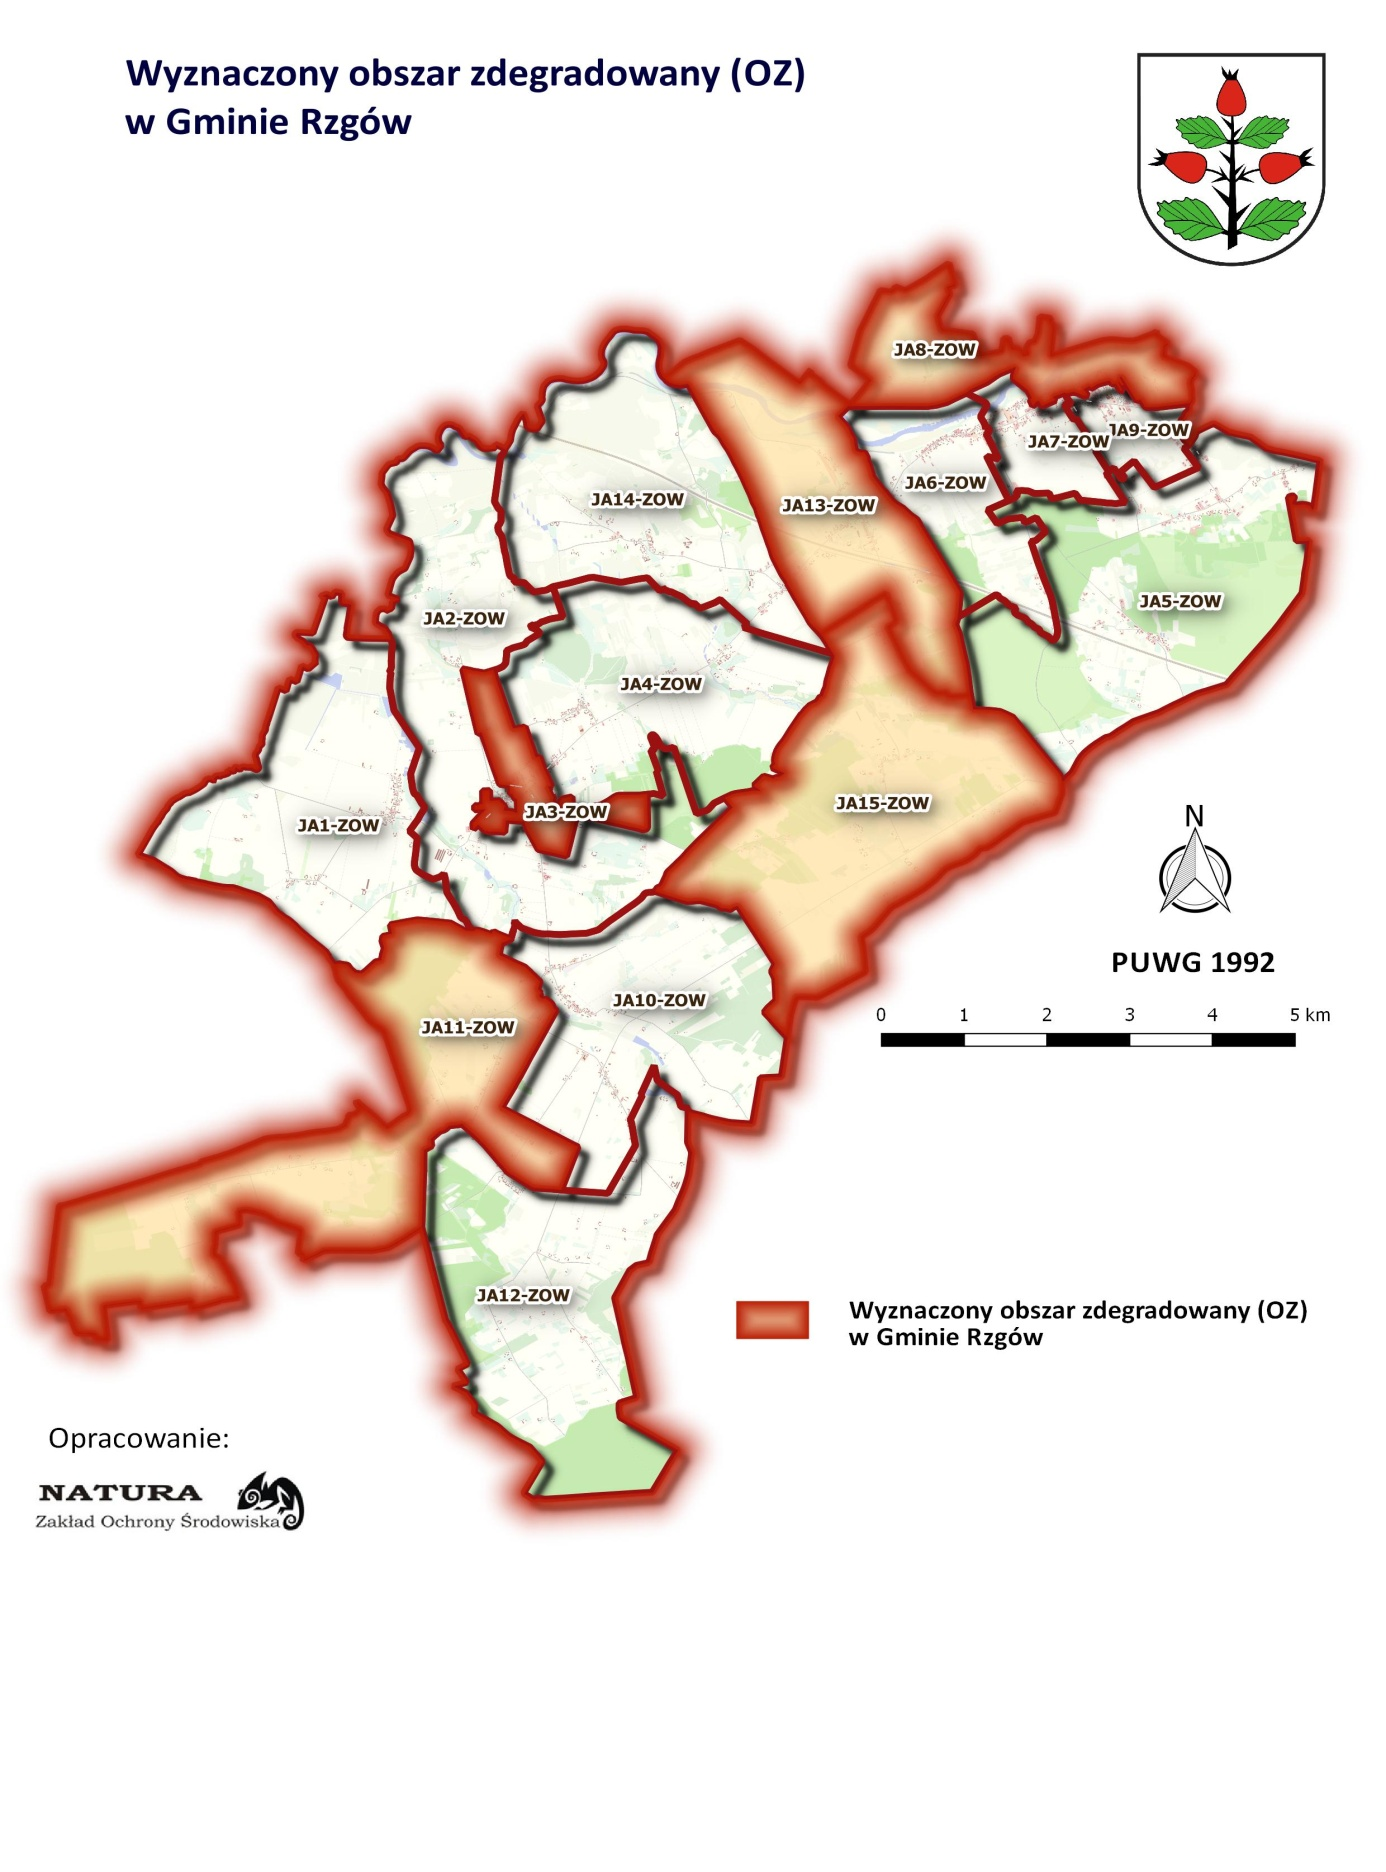 Wyznaczony obszar zdegradowany (OZ)
w Gminie Rzgów
JA8-ZOW
JA9-ZOW
JA7-ZOW
JA6-ZOW
JA14-ZOW
JA13-ZOW
JA5-ZOW
JA2-ZOW
JA4-ZOW
JA15-ZOW
JA3-ZOW
JA1-ZOW
N
PUWG 1992
JA10-ZOW
0 1 2 3 4 5 km
JA11-ZOW
JA12-ZOW
Wyznaczony obszar zdegradowany (OZ)
w Gminie Rzgów
Opracowanie:
NATURA
Zakład Ochrony Środowiska